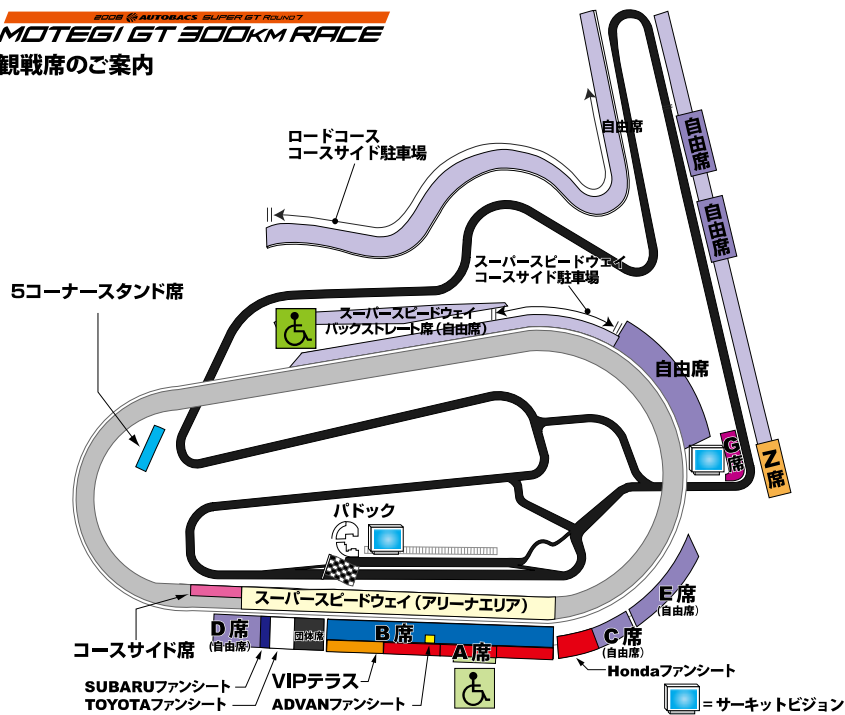 2008 AUTOBACS SUPER GT ROUND7
MOTEGI GT 300KM RACE
観戦席のご案内
自由席
自由席
自由席
ロードコース
コースサイド駐車場
スーパースピードウェイ
コースサイド駐車場
5コーナースタンド席
スーパースピードウェイ
バックストレート席(自由席)
自由席
G席
Z席
パドック
スーパースピードウェイ(アリーナエリア)
E席
(自由席)
コースサイド席
D席
(自由席)
団体席
B席
A席
C席
(自由席)
SUBARUファンシート
TOYOTAファンシート
VIPテラス
ADVANファンシート
Hondaファンシート
=サーキットビジョン